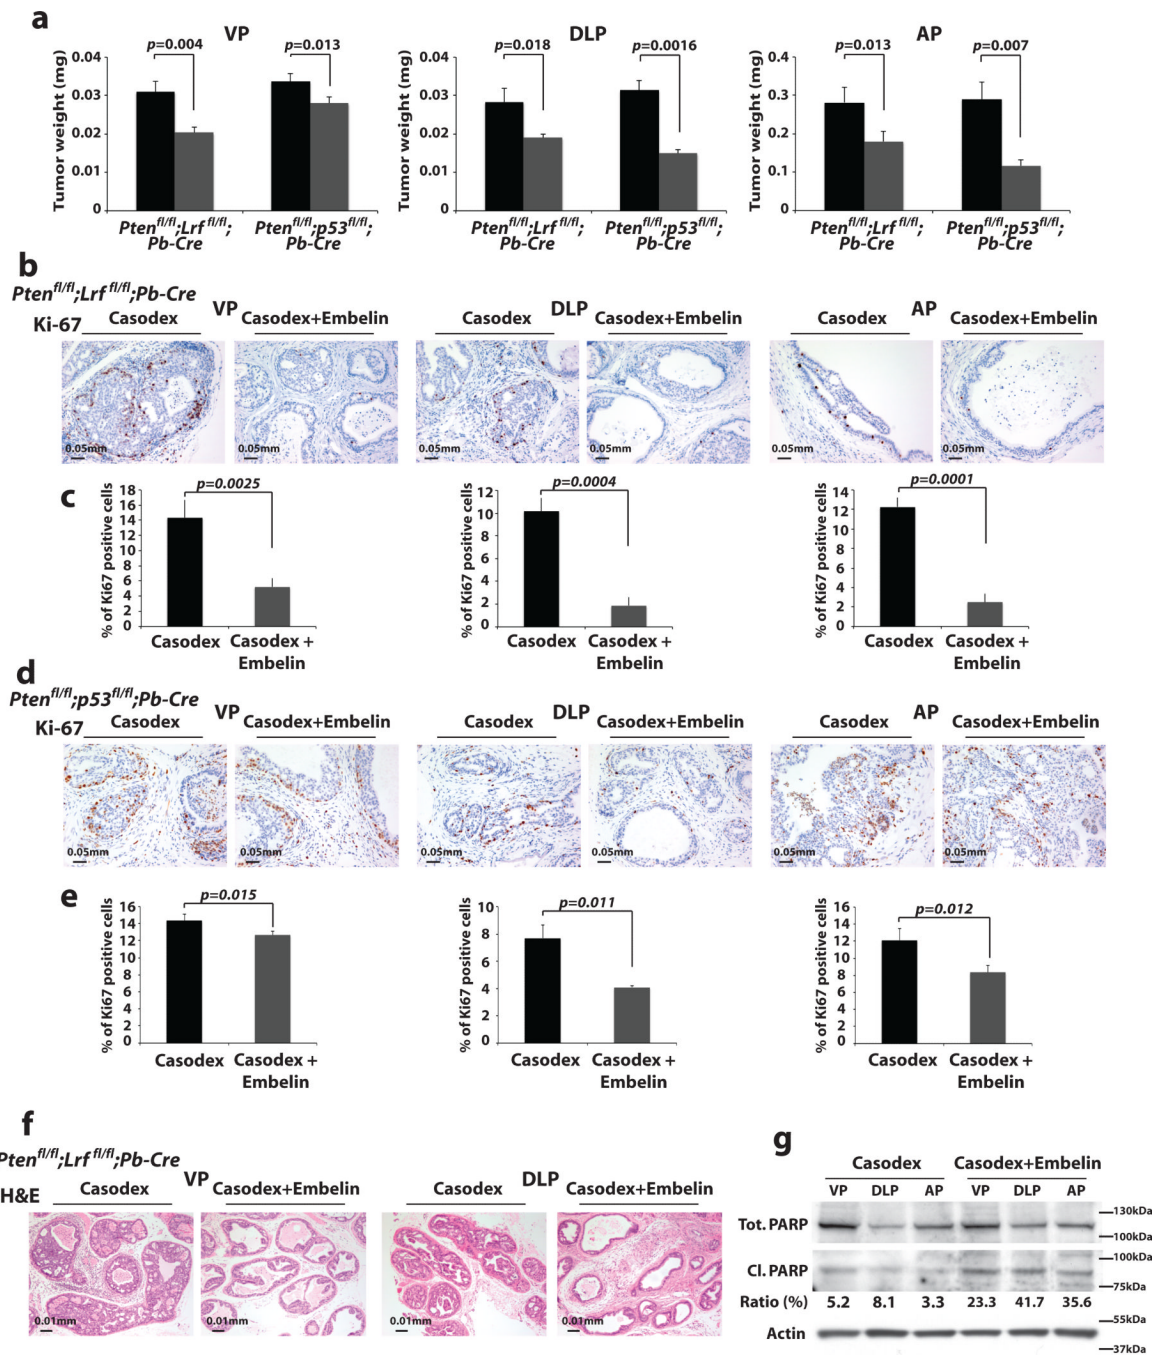 a
VP
DLP
AP
p=0.004
p=0.013
p=0.018
p=0.0016
p=0.013
p=0.007
Tumor weight (mg)
0.04
0.03
0.02
0.01
0
Tumor weight (mg)
0.04
0.03
0.02
0.01
0
Tumor weight (mg)
0.4
0.3
0.2
0.1
0
Pten fl/fl;Lrf fl/fl;
Pb-Cre
Pten fl/fl;p53 fl/fl;
Pb-Cre
Pten fl/fl;Lrf fl/fl;
Pb-Cre
Pten fl/fl;p53 fl/fl;
Pb-Cre
Pten fl/fl;Lrf fl/fl;
Pb-Cre
Pten fl/fl;p53 fl/fl;
Pb-Cre
b
Pten fl/fl;Lrf fl/fl;Pb-Cre
VP
DLP
AP
Ki-67
Casodex
Casodex+Embelin
Casodex
Casodex+Embelin
Casodex
Casodex+Embelin
0.05mm
0.05mm
0.05mm
0.05mm
0.05mm
0.05mm
c
% of Ki67 positive cells
18
16
14
12
10
8
6
4
2
0
p=0.0025
Casodex
Casodex +
Embelin
% of Ki67 positive cells
12
10
8
6
4
2
0
p=0.0004
Casodex
Casodex +
Embelin
% of Ki67 positive cells
14
12
10
8
6
4
2
0
p=0.0001
Casodex
Casodex +
Embelin
d
Pten fl/fl;p53 fl/fl;Pb-Cre
VP
DLP
AP
Ki-67
Casodex
Casodex+Embelin
Casodex
Casodex+Embelin
Casodex
Casodex+Embelin
0.05mm
0.05mm
0.05mm
0.05mm
0.05mm
0.05mm
e
% of Ki67 positive cells
16
14
12
10
8
6
4
2
0
p=0.015
Casodex
Casodex +
Embelin
% of Ki67 positive cells
10
8
6
4
2
0
p=0.011
Casodex
Casodex +
Embelin
% of Ki67 positive cells
16
14
12
10
8
6
4
2
0
p=0.012
Casodex
Casodex +
Embelin
f
Pten fl/fl;Lrf fl/fl;Pb-Cre
VP
DLP
H&E
Casodex
Casodex+Embelin
Casodex
Casodex+Embelin
0.01mm
0.01mm
0.01mm
0.01mm
g
Casodex
Casodex+Embelin
VP DLP AP VP DLP AP
Tot. PARP
130kDa
100kDa
Cl. PARP
100kDa
75kDa
Ratio (%) 5.2 8.1 3.3 23.3 41.7 35.6
Actin
55kDa
37kDa